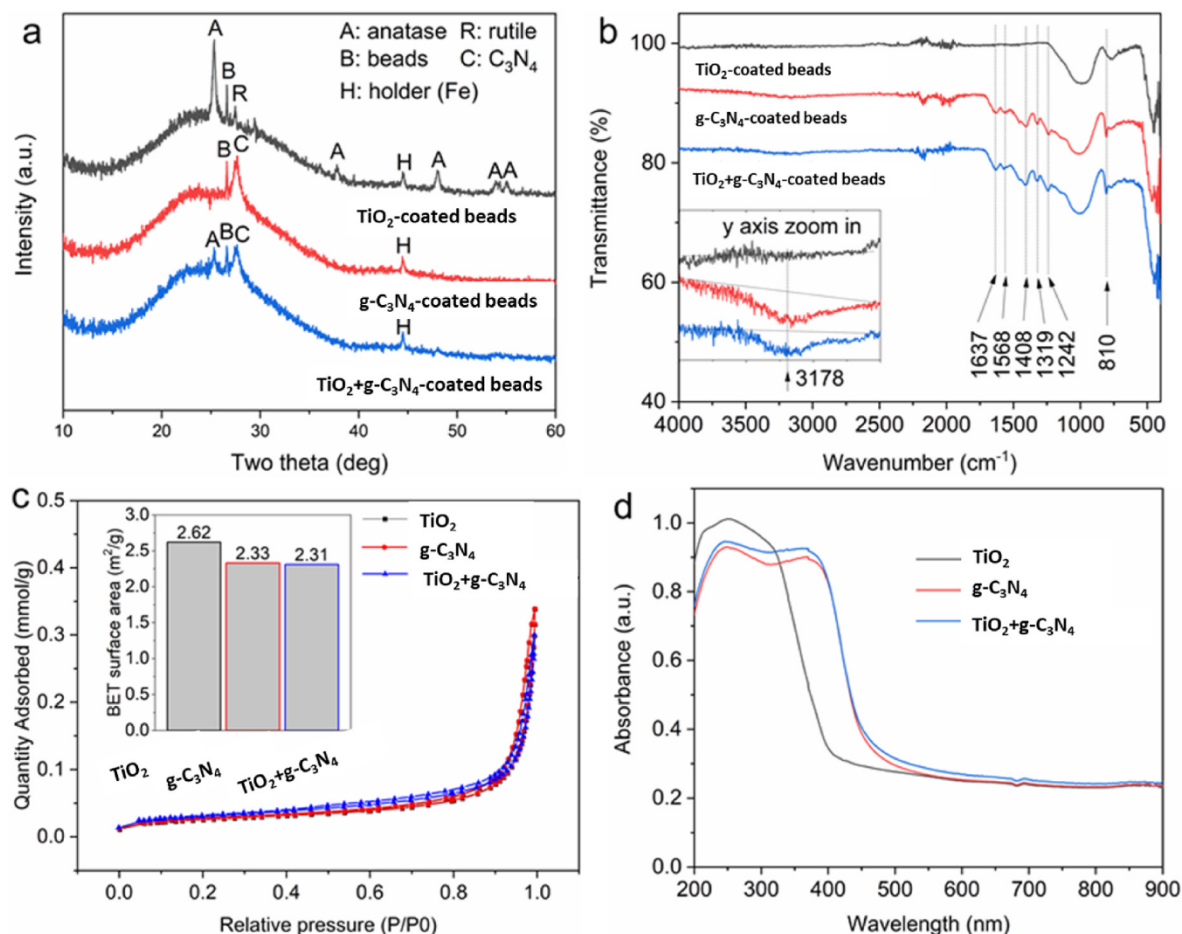 a
A: anatase R: rutile
B: beads C: C₃N₄
H: holder (Fe)
A
B
R
A
H
A
A A
TiO₂-coated beads
B C
H
g-C₃N₄-coated beads
A B C
H
TiO₂+g-C₃N₄-coated beads
Intensity (a.u.)
10 20 30 40 50 60
Two theta (deg)
b
100
80
60
40
Transmittance (%)
TiO₂-coated beads
g-C₃N₄-coated beads
TiO₂+g-C₃N₄-coated beads
y axis zoom in
3178
1637
1568
1408
1319
1242
810
4000 3500 3000 2500 2000 1500 1000 500
Wavenumber (cm⁻¹)
c
0.5
0.4
0.3
0.2
0.1
0.0
Quantity Adsorbed (mmol/g)
3.0
2.5
2.0
1.5
1.0
0.5
0.0
BET surface area (m²/g)
2.62
2.33
2.31
TiO₂
g-C₃N₄
TiO₂+g-C₃N₄
TiO₂
g-C₃N₄
TiO₂+g-C₃N₄
0.0 0.2 0.4 0.6 0.8 1.0
Relative pressure (P/P0)
d
1.0
0.8
0.6
0.4
0.2
0.0
Absorbance (a.u.)
TiO₂
g-C₃N₄
TiO₂+g-C₃N₄
200 300 400 500 600 700 800 900
Wavelength (nm)